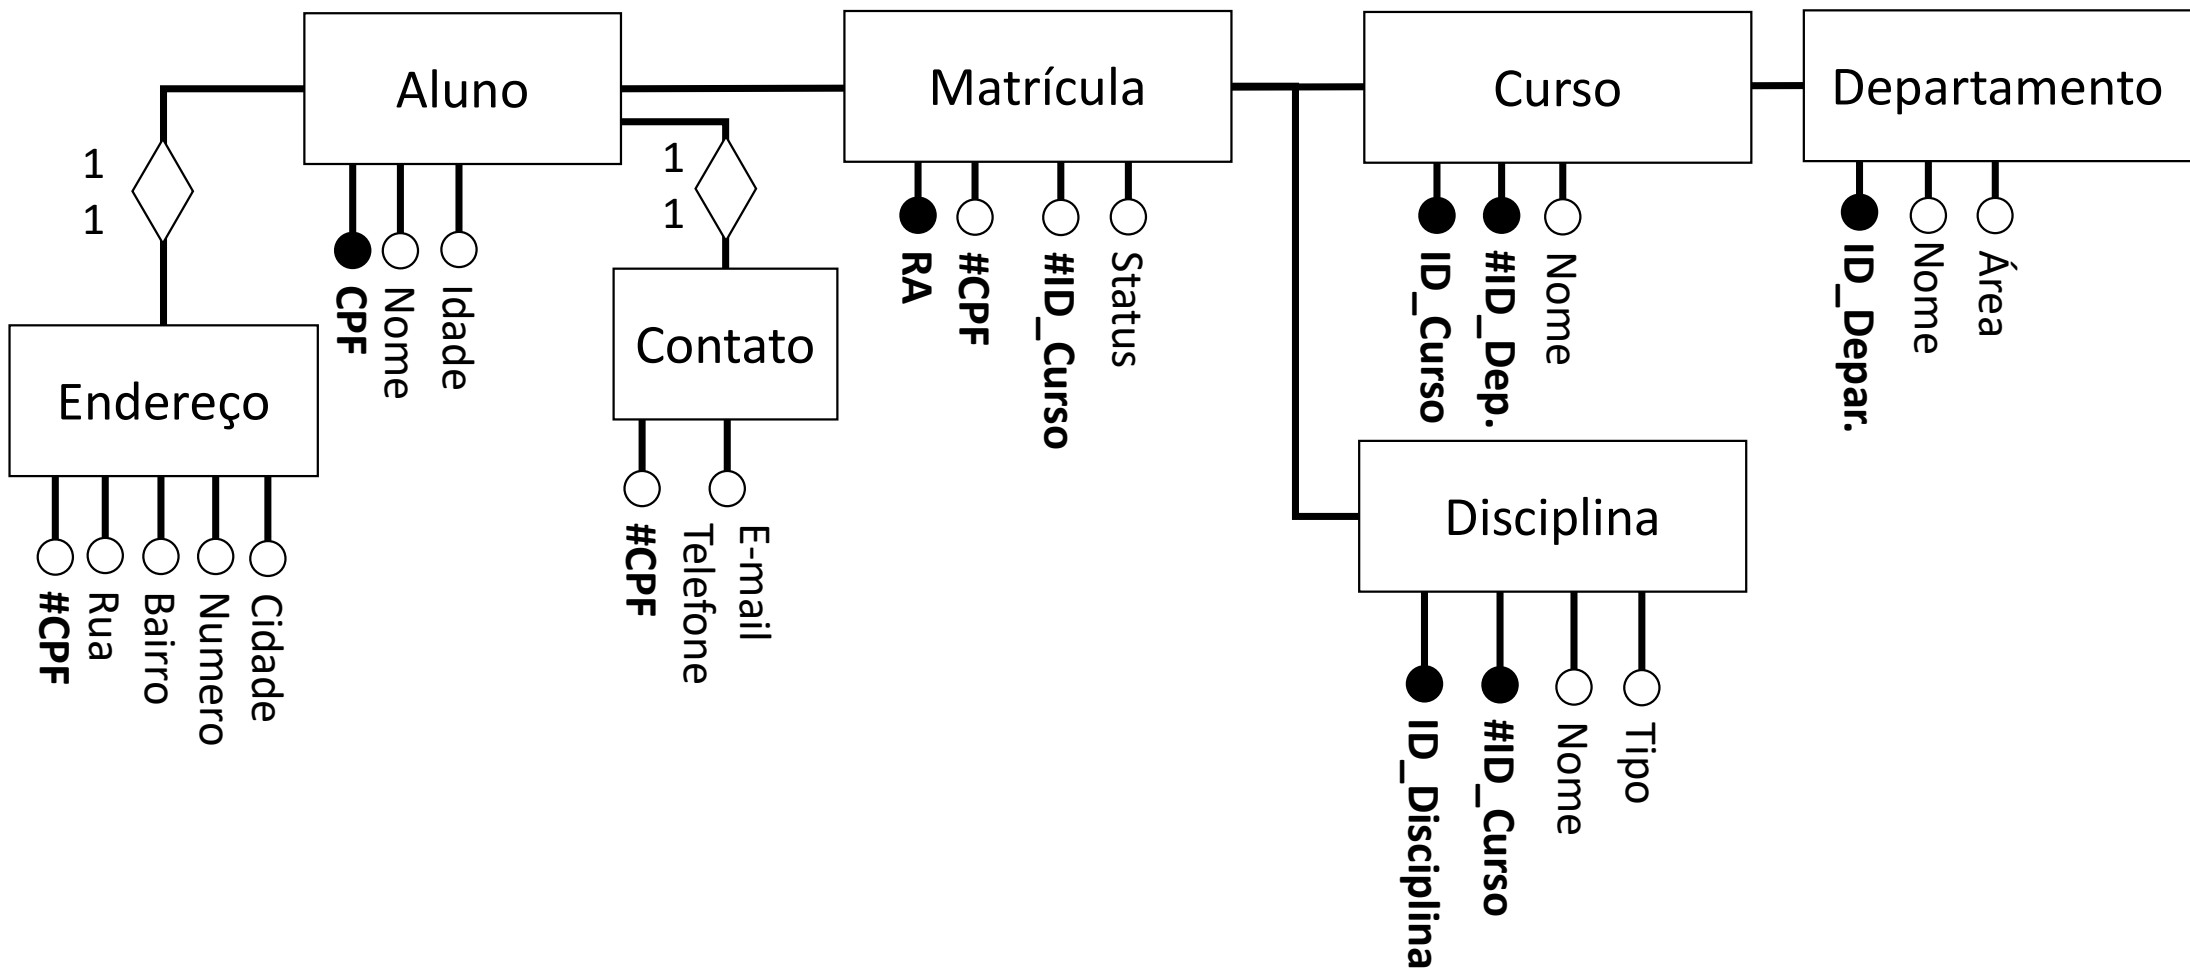 Aluno
Matrícula
Curso
Departamento
1
1
1
1
CPF
Nome
Idade
RA
#CPF
#ID_Curso
Status
ID_Curso
#ID_Dep.
Nome
ID_Depar.
Nome
Área
Endereço
Contato
Disciplina
#CPF
Rua
Bairro
Numero
Cidade
#CPF
Telefone
E-mail
ID_Disciplina
#ID_Curso
Nome
Tipo